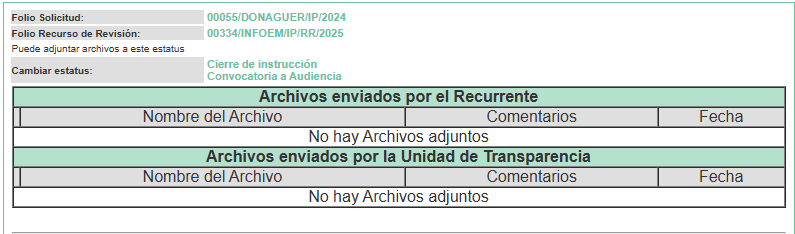 Folio Solicitud: 00055/DONAGUER/IP/2024
Folio Recurso de Revisión: 00334/INFOEM/IP/RR/2025
Puede adjuntar archivos a este estatus
Cambiar estatus: Cierre de instrucción
Convocatoria a Audiencia
Archivos enviados por el Recurrente
Nombre del Archivo Comentarios Fecha
No hay Archivos adjuntos
Archivos enviados por la Unidad de Transparencia
Nombre del Archivo Comentarios Fecha
No hay Archivos adjuntos